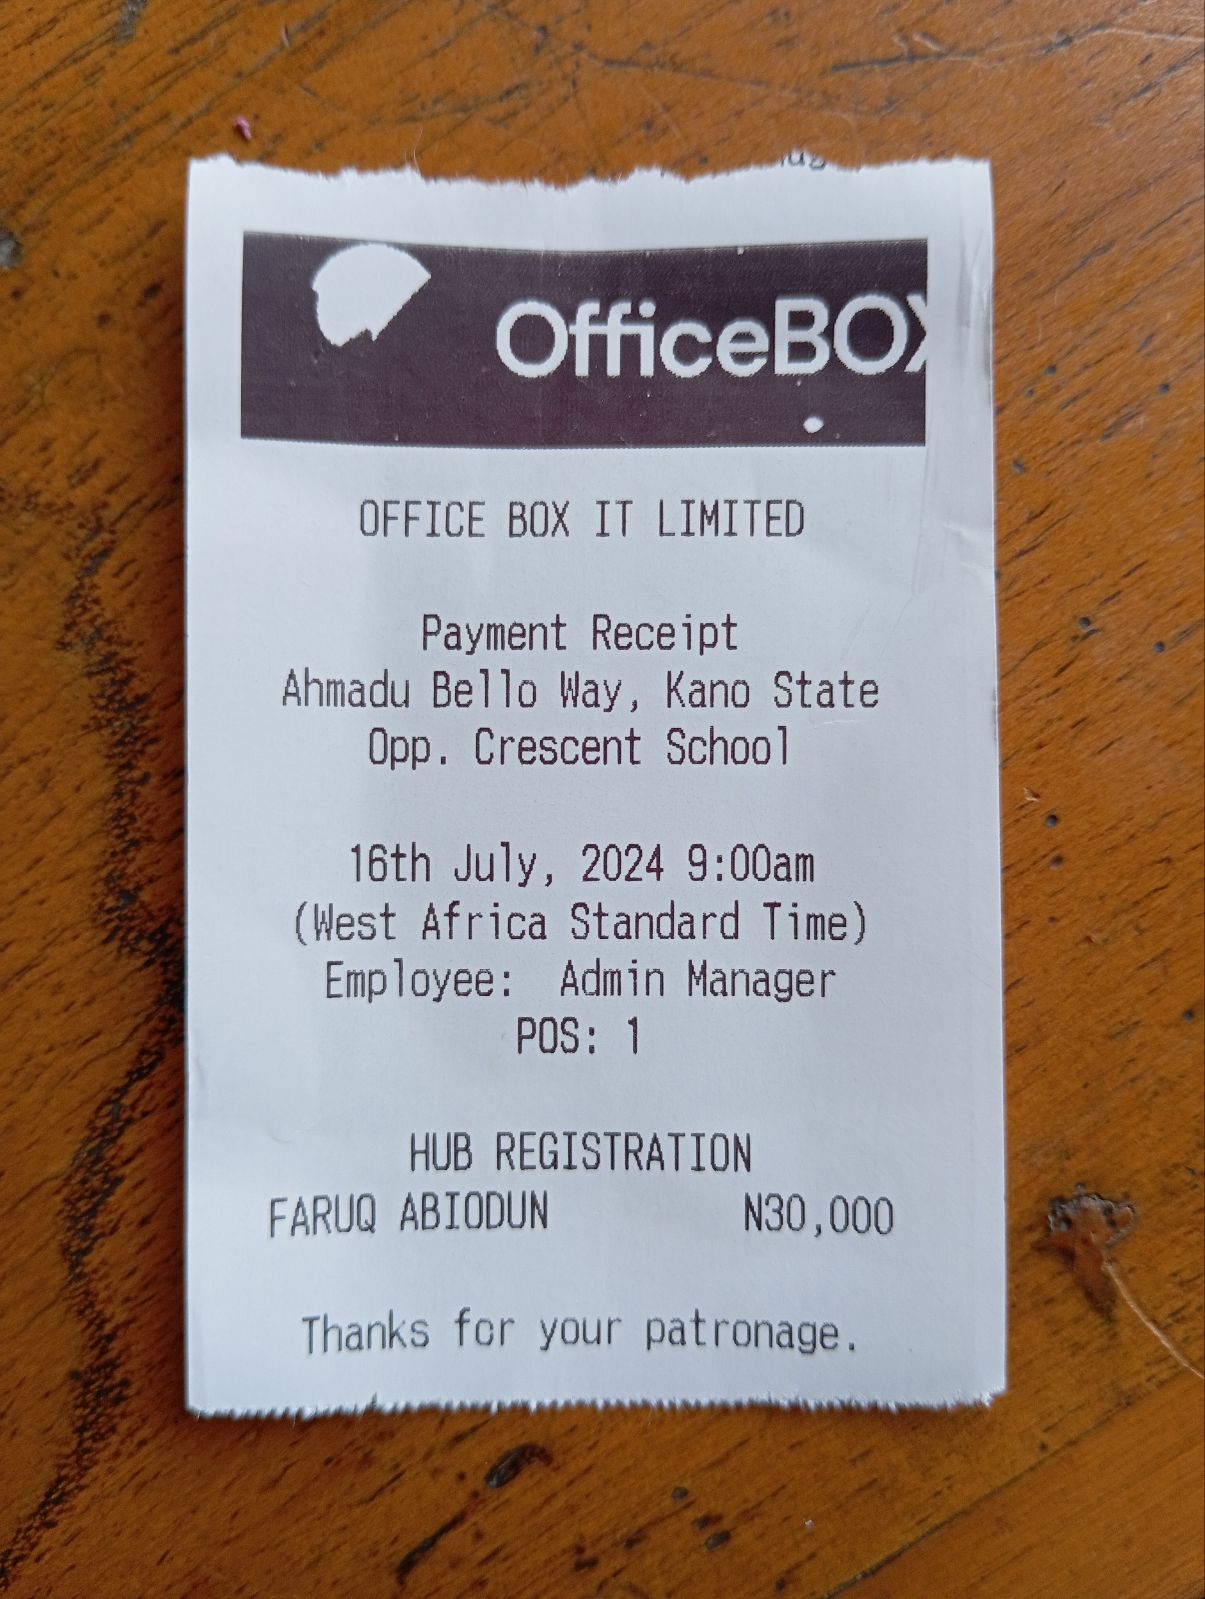 OfficeBOX
OFFICE BOX IT LIMITED
Payment Receipt
Ahmadu Bello Way, Kano State
Opp. Crescent School
16th July, 2024 9:00am
(West Africa Standard Time)
Employee: Admin Manager
POS: 1
HUB REGISTRATION
FARUQ ABIODUN N30,000
Thanks for your patronage.